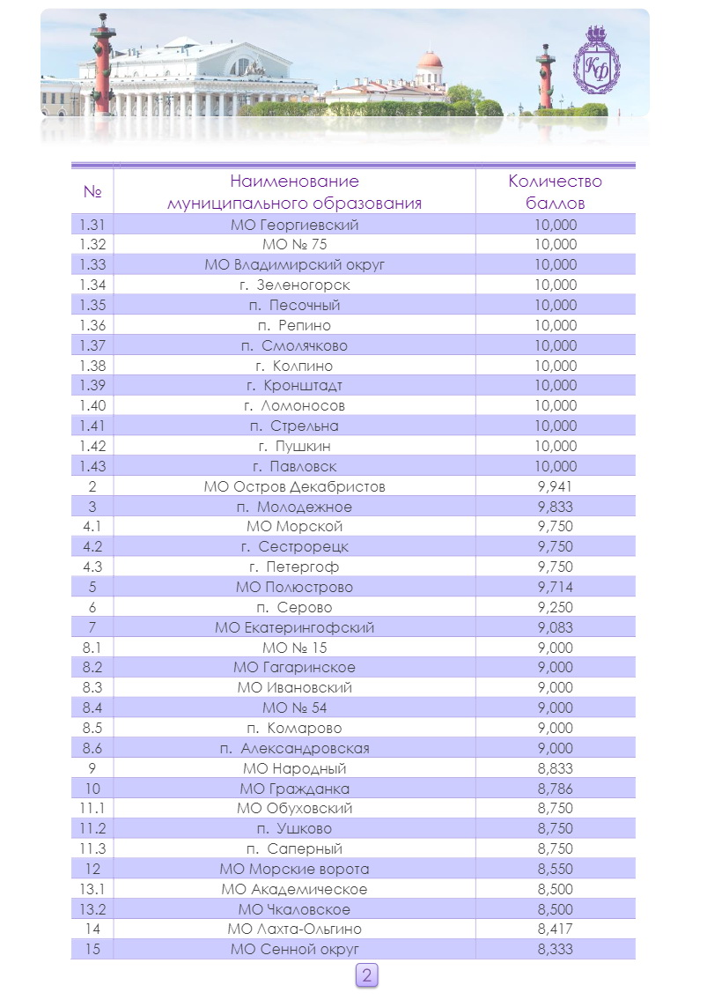 КФ
№ Наименование муниципального образования Количество баллов
1.31 МО Георгиевский 10,000
1.32 МО № 75 10,000
1.33 МО Владимирский округ 10,000
1.34 г. Зеленогорск 10,000
1.35 п. Песочный 10,000
1.36 п. Репино 10,000
1.37 п. Смолячково 10,000
1.38 г. Колпино 10,000
1.39 г. Кронштадт 10,000
1.40 г. Ломоносов 10,000
1.41 п. Стрельна 10,000
1.42 г. Пушкин 10,000
1.43 г. Павловск 10,000
2 МО Остров Декабристов 9,941
3 п. Молодежное 9,833
4.1 МО Морской 9,750
4.2 г. Сестрорецк 9,750
4.3 г. Петергоф 9,750
5 МО Полюстрово 9,714
6 п. Серово 9,250
7 МО Екатерингофский 9,083
8.1 МО № 15 9,000
8.2 МО Гагаринское 9,000
8.3 МО Ивановский 9,000
8.4 МО № 54 9,000
8.5 п. Комарово 9,000
8.6 п. Александровская 9,000
9 МО Народный 8,833
10 МО Гражданка 8,786
11.1 МО Обуховский 8,750
11.2 п. Ушково 8,750
11.3 п. Саперный 8,750
12 МО Морские ворота 8,550
13.1 МО Академическое 8,500
13.2 МО Чкаловское 8,500
14 МО Лахта-Ольгино 8,417
15 МО Сенной округ 8,333
2